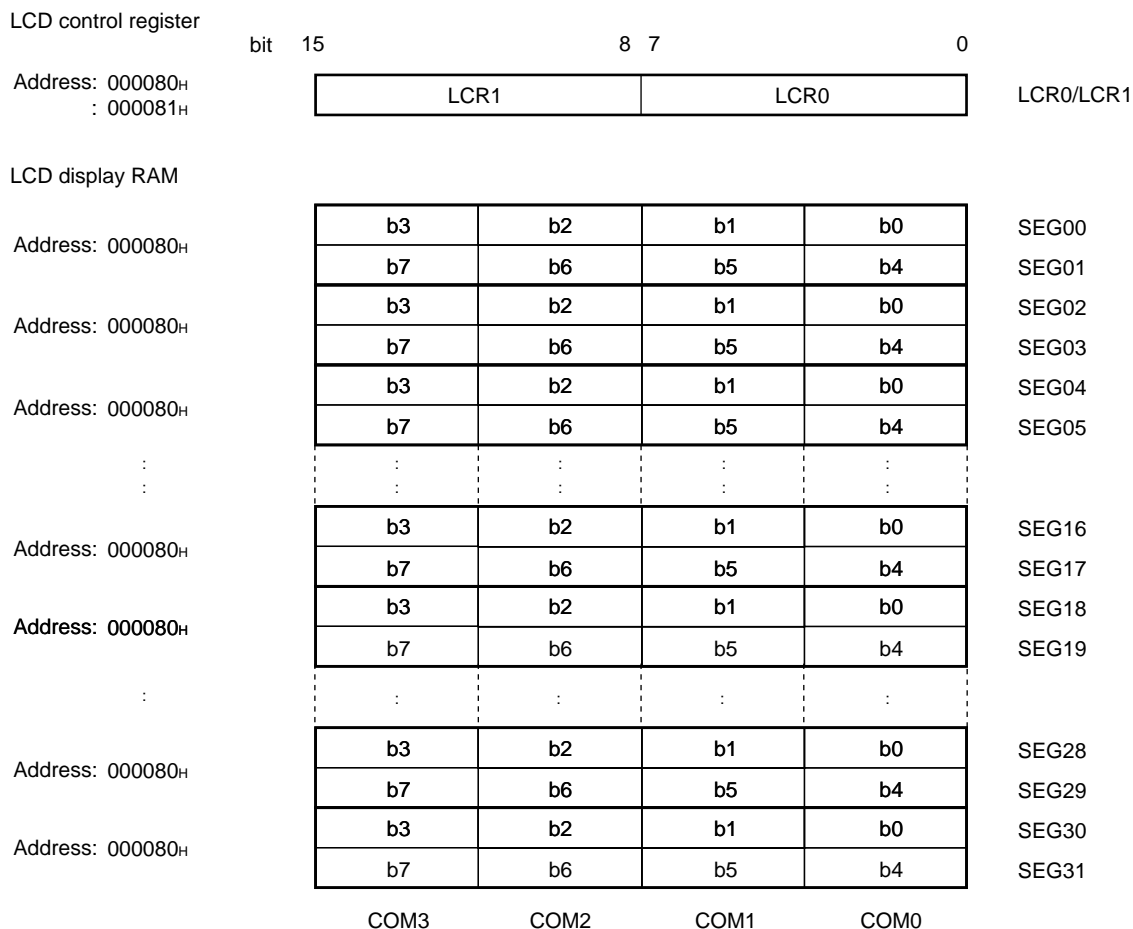 LCD control register
bit 15 8 7 0
Address: 000080H
: 000081H
LCR1 LCR0 LCR0/LCR1
LCD display RAM
Address: 000080H
b3 b2 b1 b0 SEG00
b7 b6 b5 b4 SEG01
Address: 000080H
b3 b2 b1 b0 SEG02
b7 b6 b5 b4 SEG03
Address: 000080H
b3 b2 b1 b0 SEG04
b7 b6 b5 b4 SEG05
: : : : :
: : : : :
Address: 000080H
b3 b2 b1 b0 SEG16
b7 b6 b5 b4 SEG17
Address: 000080H
b3 b2 b1 b0 SEG18
b7 b6 b5 b4 SEG19
: : : : :
Address: 000080H
b3 b2 b1 b0 SEG28
b7 b6 b5 b4 SEG29
Address: 000080H
b3 b2 b1 b0 SEG30
b7 b6 b5 b4 SEG31
COM3 COM2 COM1 COM0